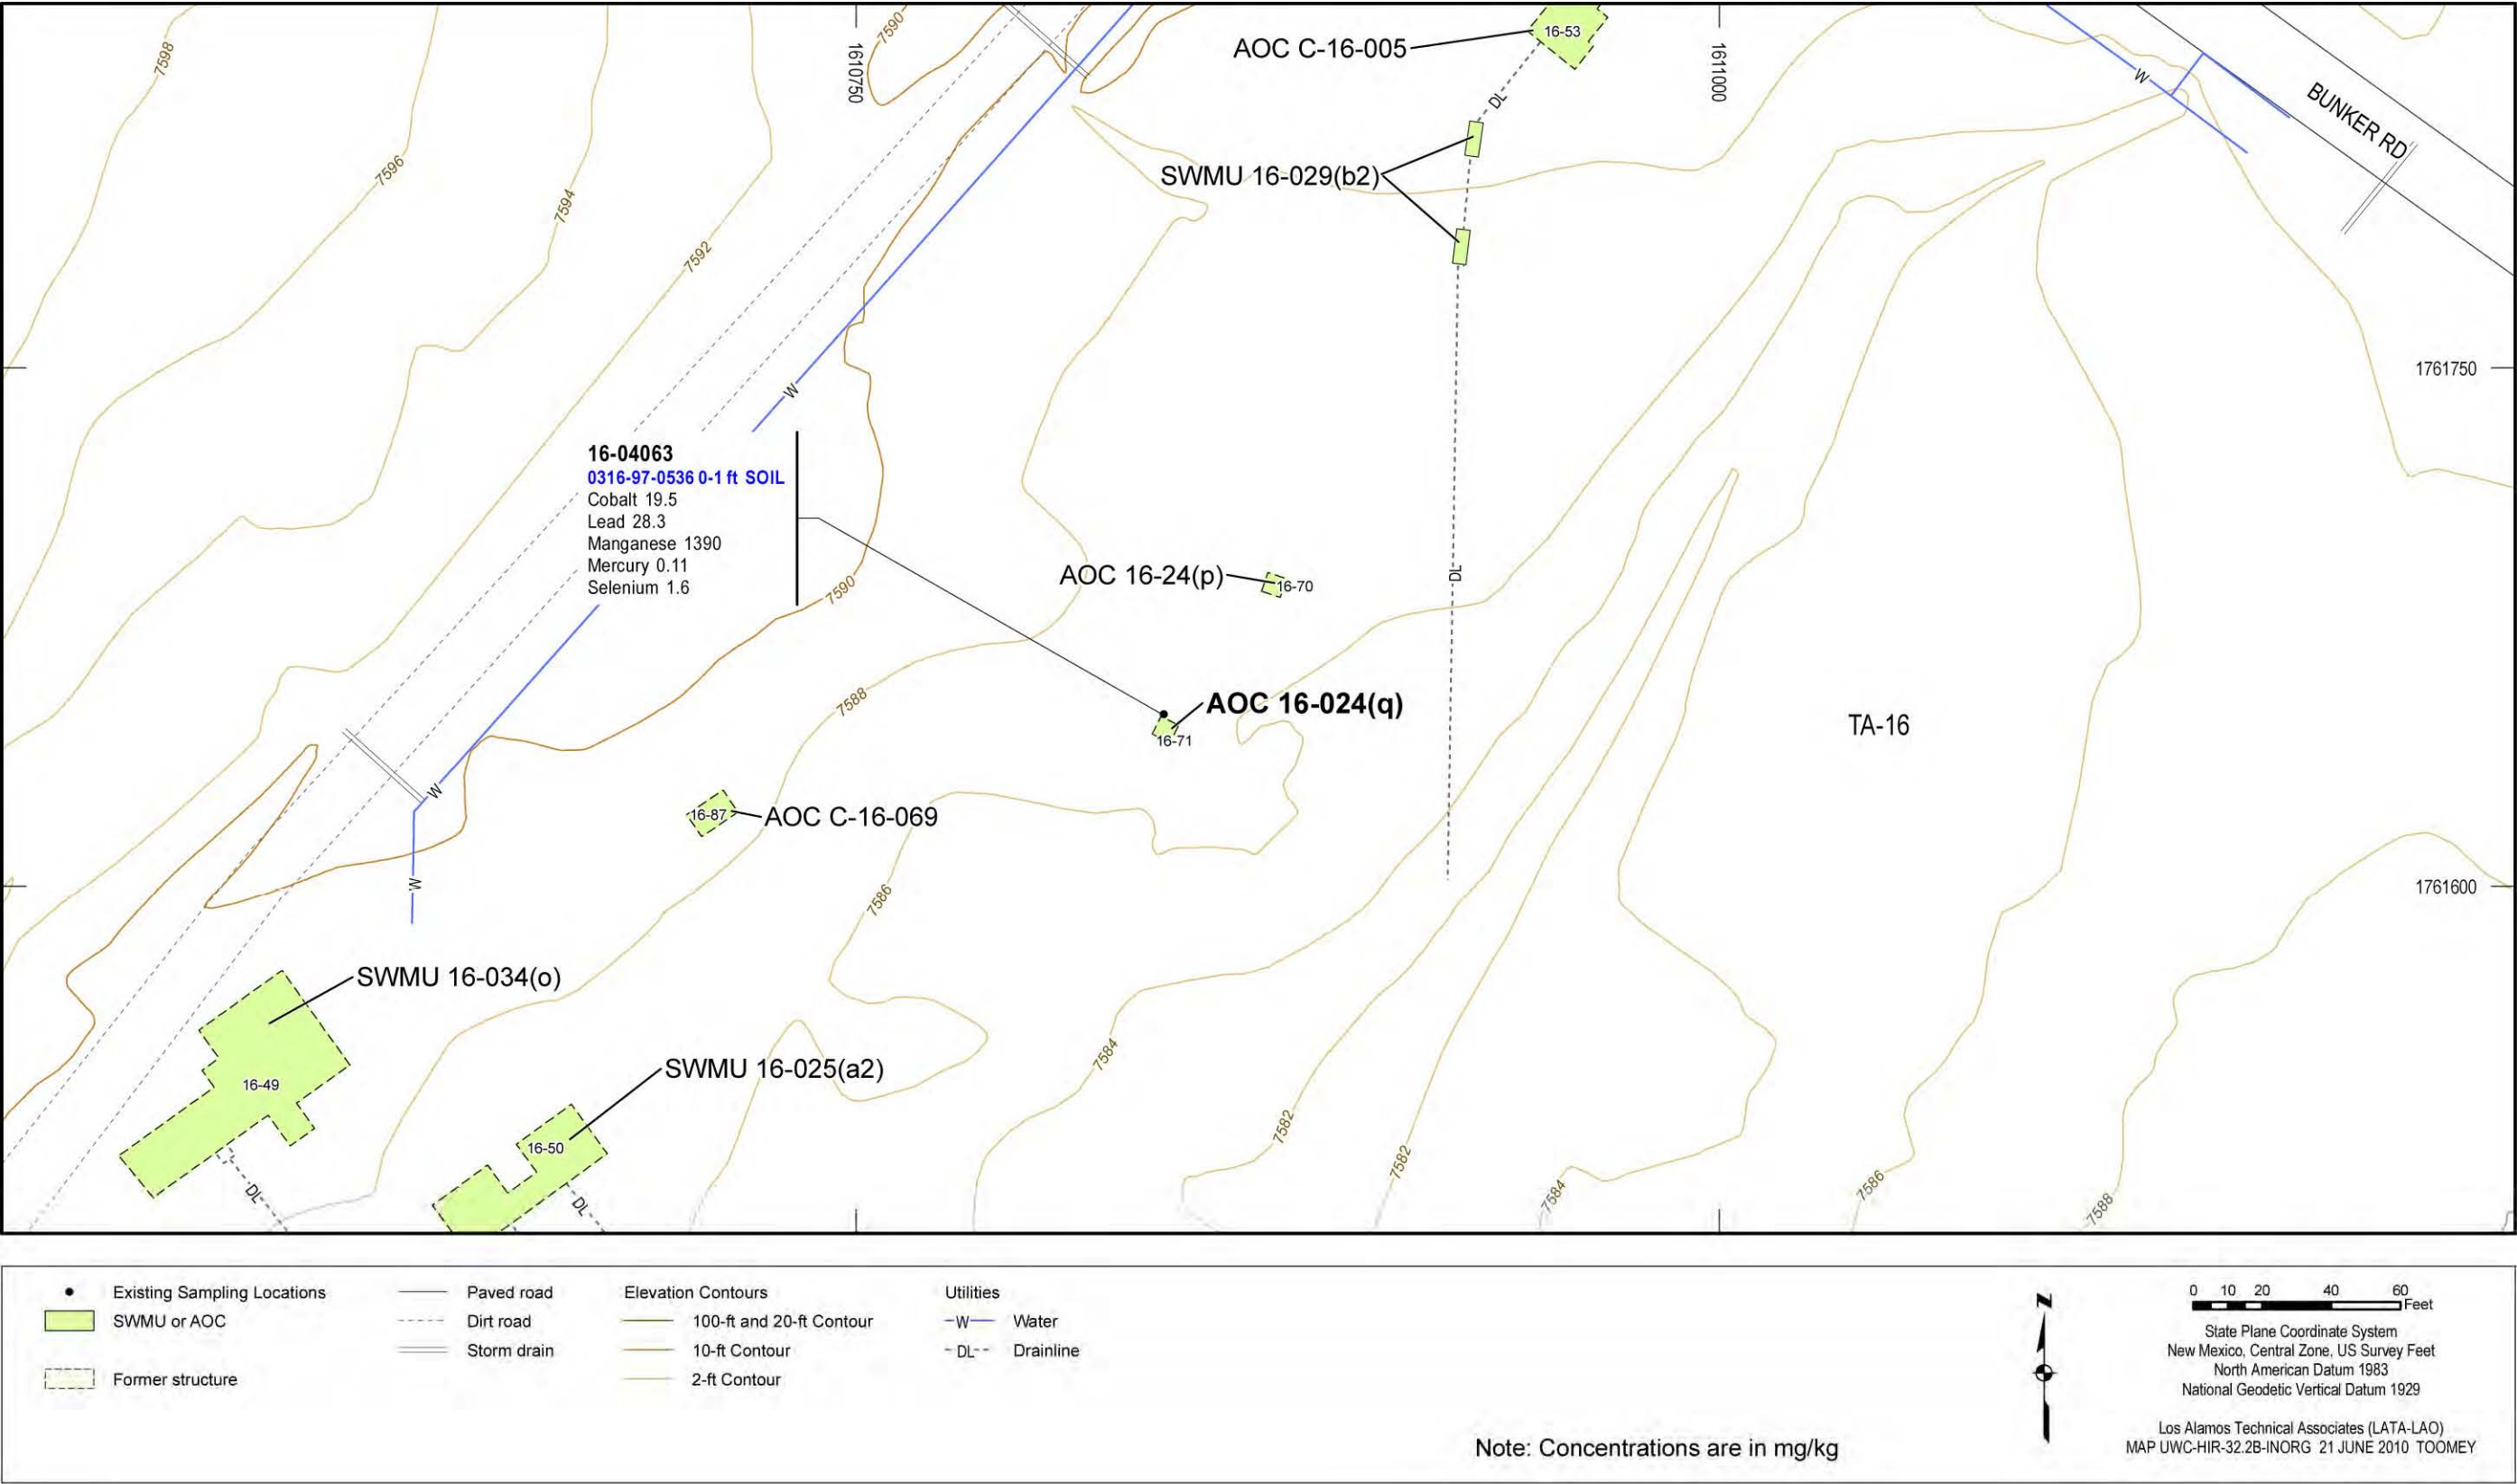 7598
7590
1610750
AOC C-16-005
16-53
1611000
W
BUNKER RD
DL
7596
7594
SWMU 16-029(b2)
7592
1761750
W
16-04063
0316-97-0536 0-1 ft SOIL
Cobalt 19.5
Lead 28.3
Manganese 1390
Mercury 0.11
Selenium 1.6
7590
AOC 16-24(p)
16-70
DL
7588
AOC 16-024(q)
16-71
TA-16
W
16-87
AOC C-16-069
W
7586
1761600
SWMU 16-034(o)
16-49
SWMU 16-025(a2)
16-50
7584
7582
7582
7584
7586
7588
DL
DL
Existing Sampling Locations
SWMU or AOC
Former structure
Paved road
Dirt road
Storm drain
Elevation Contours
100-ft and 20-ft Contour
10-ft Contour
2-ft Contour
Utilities
W Water
DL Drainline
Note: Concentrations are in mg/kg
N
0 10 20 40 60
Feet
State Plane Coordinate System
New Mexico, Central Zone, US Survey Feet
North American Datum 1983
National Geodetic Vertical Datum 1929
Los Alamos Technical Associates (LATA-LAO)
MAP UWC-HIR-32.2B-INORG 21 JUNE 2010 TOOMEY